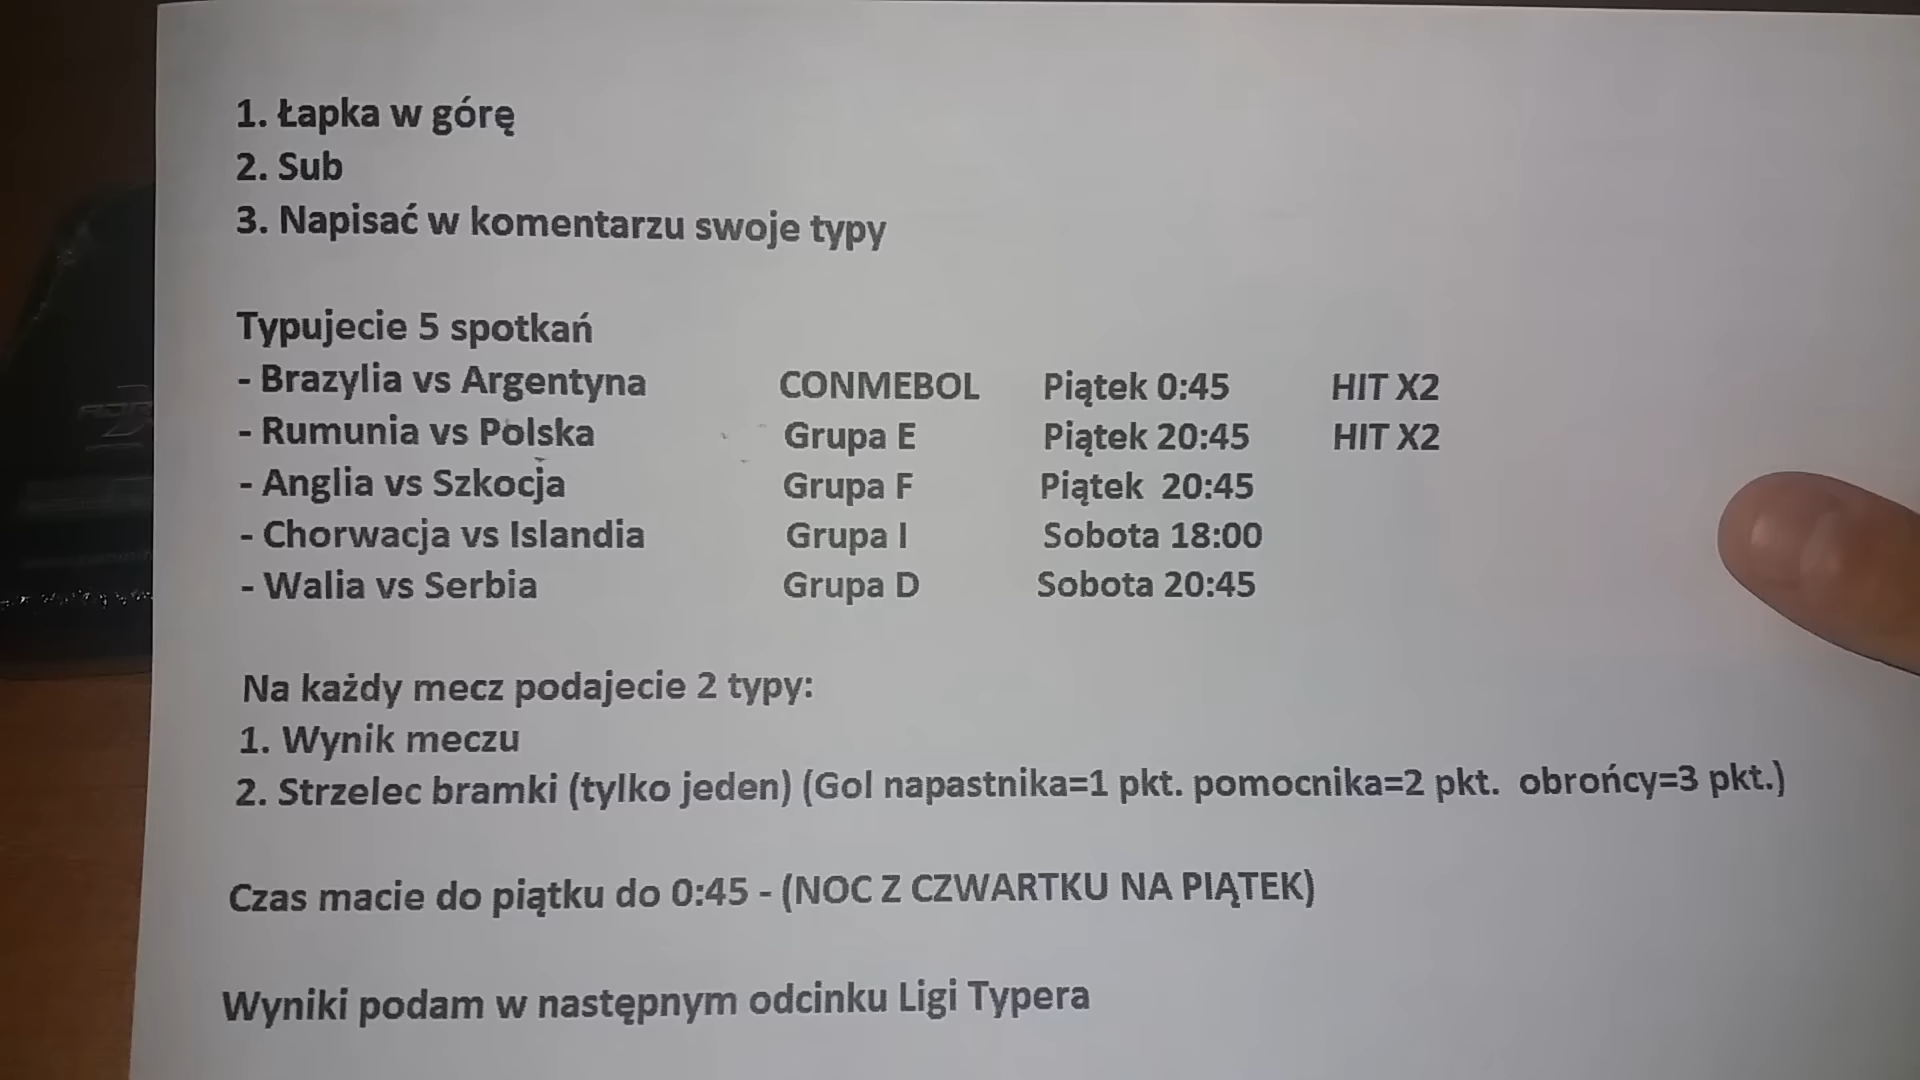 1. Łapka w górę
2. Sub
3. Napisać w komentarzu swoje typy
Typujecie 5 spotkań
- Brazylia vs Argentyna CONMEBOL Piątek 0:45 HIT X2
- Rumunia vs Polska Grupa E Piątek 20:45 HIT X2
- Anglia vs Szkocja Grupa F Piątek 20:45
- Chorwacja vs Islandia Grupa I Sobota 18:00
- Walia vs Serbia Grupa D Sobota 20:45
Na każdy mecz podajecie 2 typy:
1. Wynik meczu
2. Strzelec bramki (tylko jeden) (Gol napastnika=1 pkt. pomocnika=2 pkt. obrońcy=3 pkt.)
Czas macie do piątku do 0:45 - (NOC Z CZWARTKU NA PIĄTEK)
Wyniki podam w następnym odcinku Ligi Typera